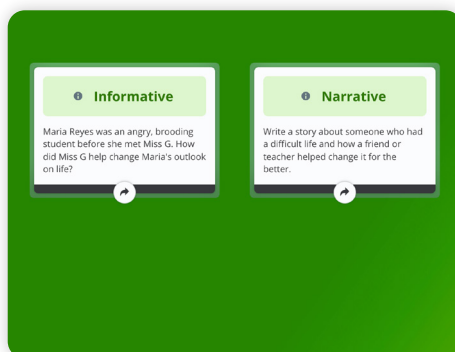 Informative
Maria Reyes was an angry, brooding
student before she met Miss G. How
did Miss G help change Maria's outlook
on life?
Narrative
Write a story about someone who had
a difficult life and how a friend or
teacher helped change it for the
better.